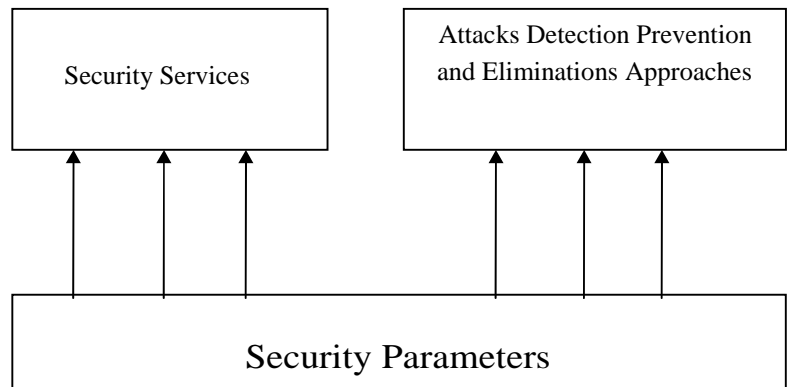 Security Services
Attacks Detection Prevention
and Eliminations Approaches
Security Parameters